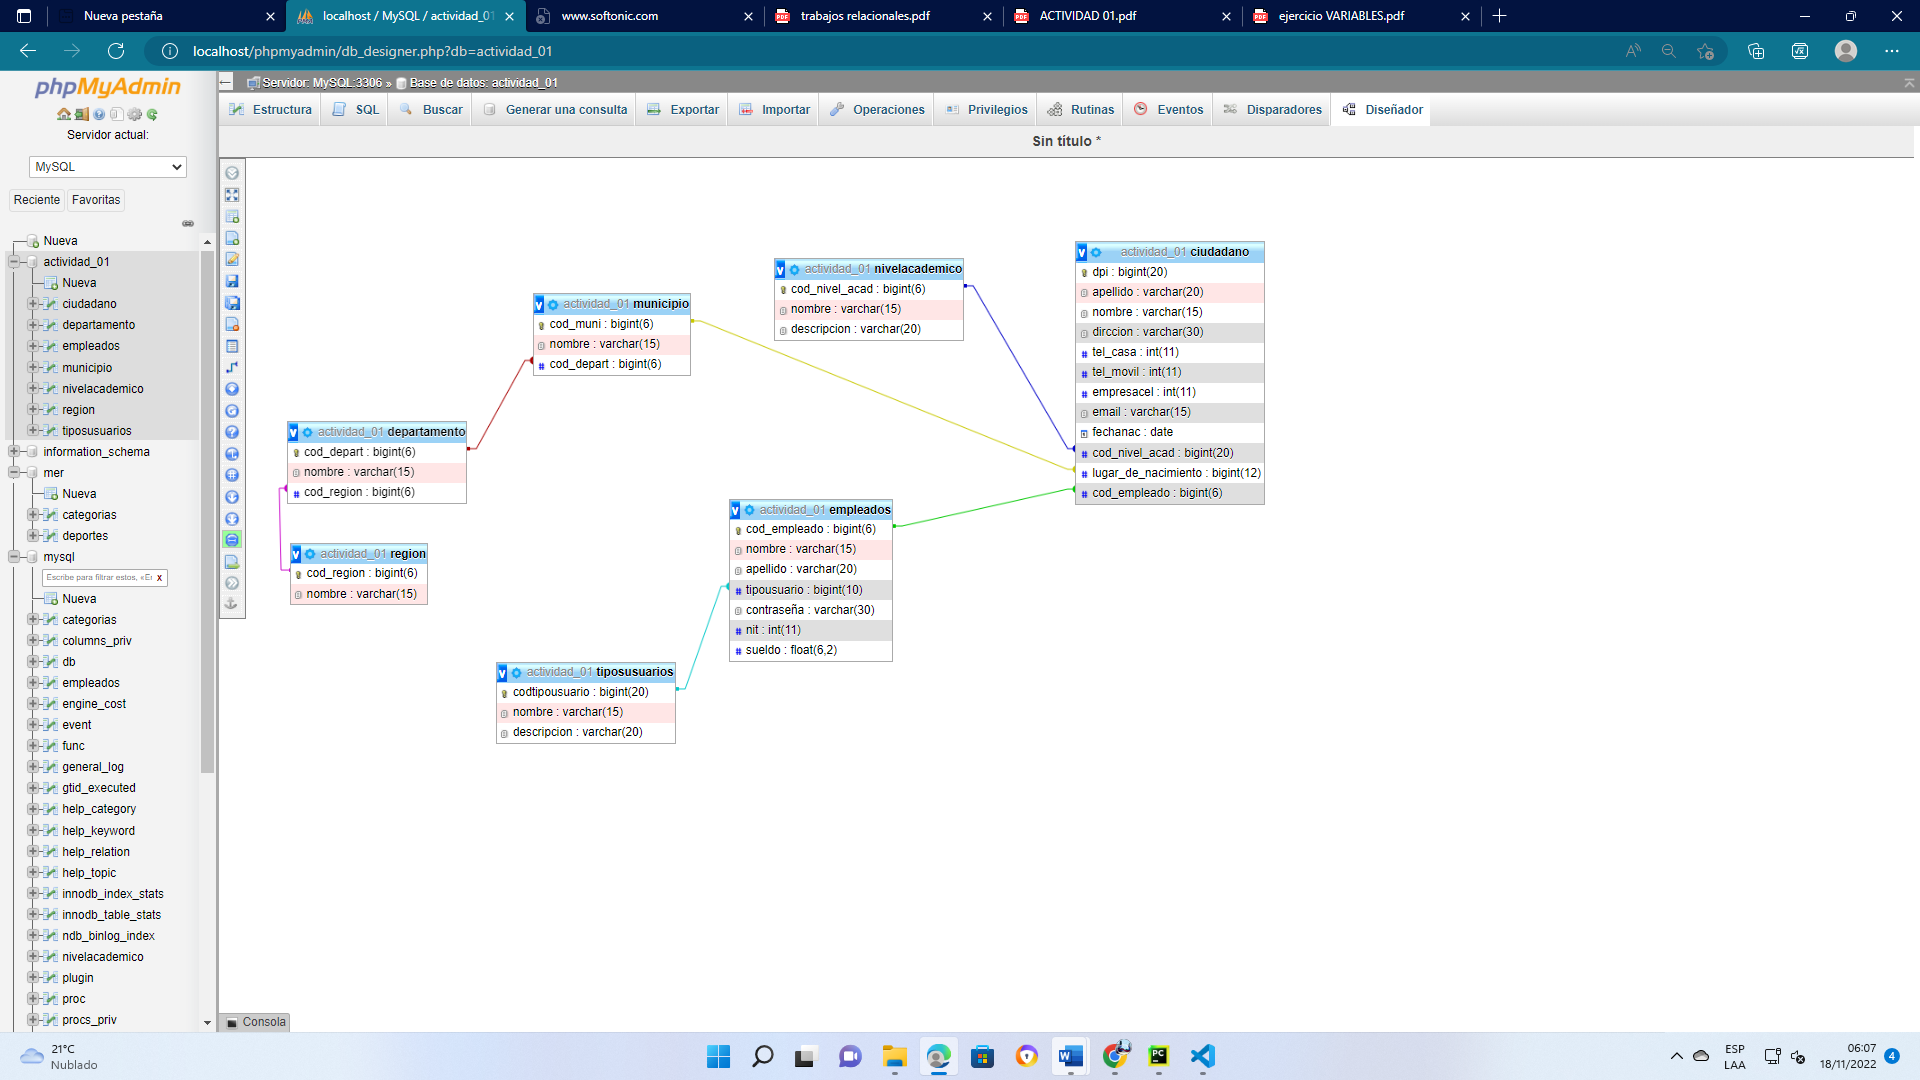 Nueva pestaña
localhost / MySQL / actividad_01
www.softonic.com
trabajos relacionales.pdf
ACTIVIDAD 01.pdf
ejercicio VARIABLES.pdf
localhost/phpmyadmin/db_designer.php?db=actividad_01
phpMyAdmin
Servidor actual:
MySQL
Reciente
Favoritas
Nueva
actividad_01
Nueva
ciudadano
departamento
empleados
municipio
nivelacademico
region
tiposusuarios
information_schema
mer
Nueva
categorias
deportes
mysql
Escribe para filtrar estos, «En X
Nueva
categorias
columns_priv
db
empleados
engine_cost
event
func
general_log
gtid_executed
help_category
help_keyword
help_relation
help_topic
innodb_index_stats
innodb_table_stats
ndb_binlog_index
nivelacademico
plugin
proc
procs_priv
Servidor: MySQL:3306 » Base de datos: actividad_01
Estructura
SQL
Buscar
Generar una consulta
Exportar
Importar
Operaciones
Privilegios
Rutinas
Eventos
Disparadores
Diseñador
Sin título *
actividad_01 municipio
cod_muni : bigint(6)
nombre : varchar(15)
cod_depart : bigint(6)
actividad_01 nivelacademico
cod_nivel_acad : bigint(6)
nombre : varchar(15)
descripcion : varchar(20)
actividad_01 ciudadano
dpi : bigint(20)
apellido : varchar(20)
nombre : varchar(15)
dirccion : varchar(30)
tel_casa : int(11)
tel_movil : int(11)
empresacel : int(11)
email : varchar(15)
fechanac : date
cod_nivel_acad : bigint(20)
lugar_de_nacimiento : bigint(12)
cod_empleado : bigint(6)
actividad_01 departamento
cod_depart : bigint(6)
nombre : varchar(15)
cod_region : bigint(6)
actividad_01 region
cod_region : bigint(6)
nombre : varchar(15)
actividad_01 empleados
cod_empleado : bigint(6)
nombre : varchar(15)
apellido : varchar(20)
tipousuario : bigint(10)
contraseña : varchar(30)
nit : int(11)
sueldo : float(6,2)
actividad_01 tiposusuarios
codtipousuario : bigint(20)
nombre : varchar(15)
descripcion : varchar(20)
Consola
21°C
Nublado
ESP
LAA
06:07
18/11/2022
4